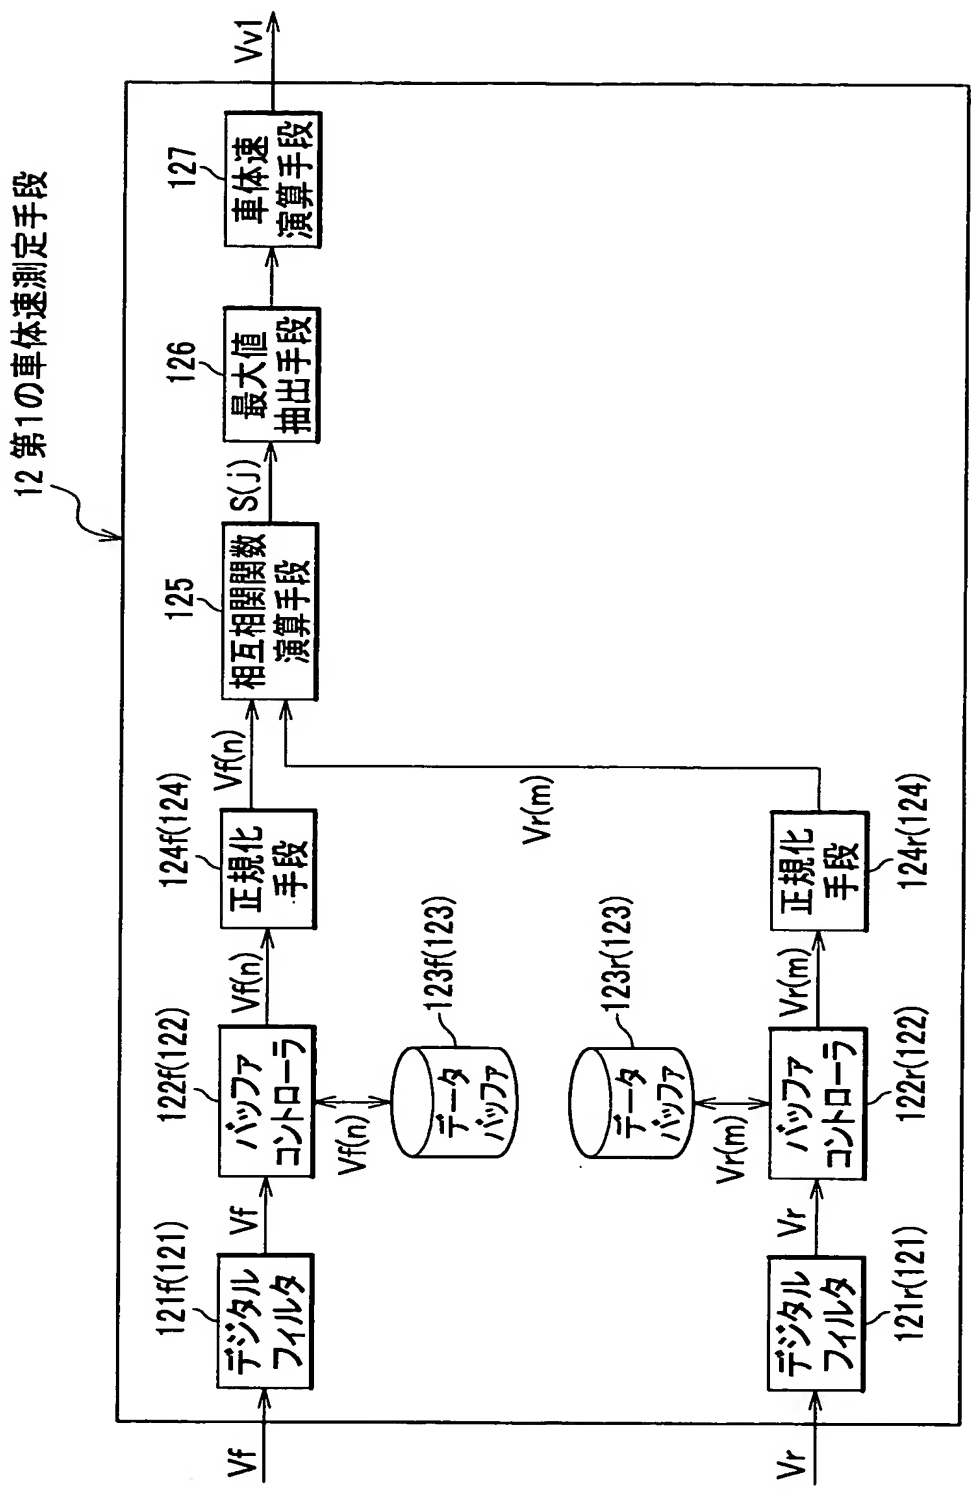 12 第1の車体速測定手段
Vf
121f(121)
デジタル
フィルタ
Vf
122f(122)
バッファ
コントローラ
Vf(n)
123f(123)
データ
バッファ
Vf(n)
124f(124)
正規化
手段
Vf(n)
125
相互相関関数
演算手段
S(j)
126
最大値
抽出手段
127
車体速
演算手段
Vv1
Vr
121r(121)
デジタル
フィルタ
Vr
122r(122)
バッファ
コントローラ
Vr(m)
123r(123)
データ
バッファ
Vr(m)
124r(124)
正規化
手段
Vr(m)